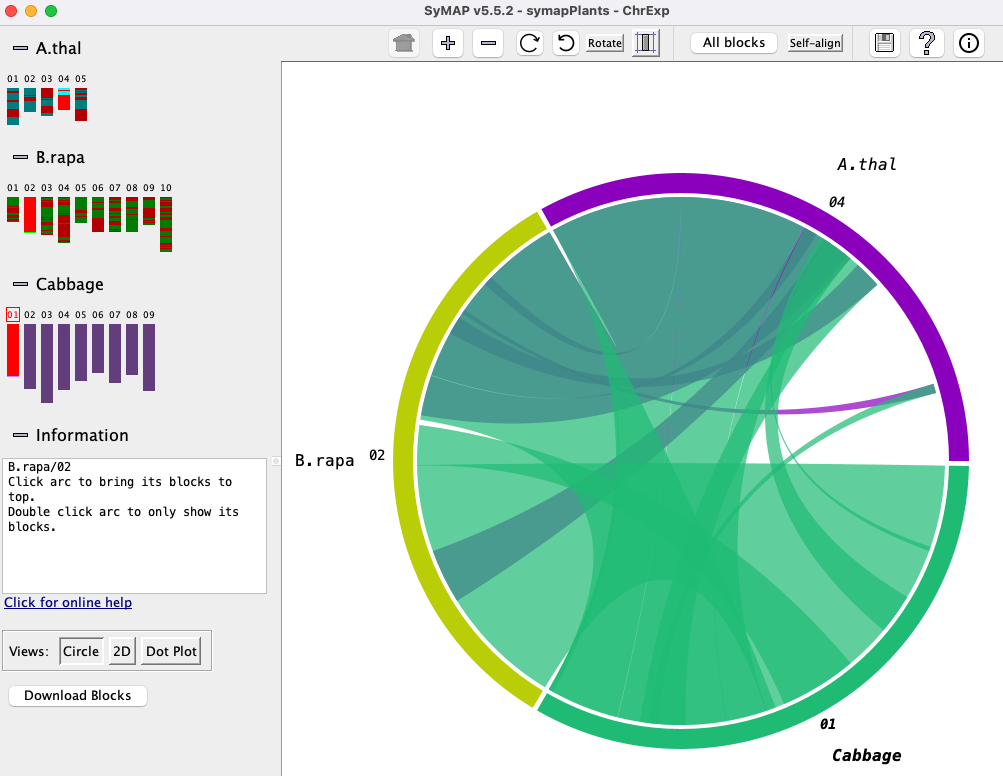 SyMAP v5.5.2 - symapPlants - ChrExp
Rotate All blocks Self-align ?
A.thal
01 02 03 04 05
B.rapa
01 02 03 04 05 06 07 08 09 10
Cabbage
01 02 03 04 05 06 07 08 09
Information
B.rapa/02
Click arc to bring its blocks to
top.
Double click arc to only show its
blocks.
Click for online help
Views: Circle 2D Dot Plot
Download Blocks
A.thal
04
B.rapa 02
01
Cabbage